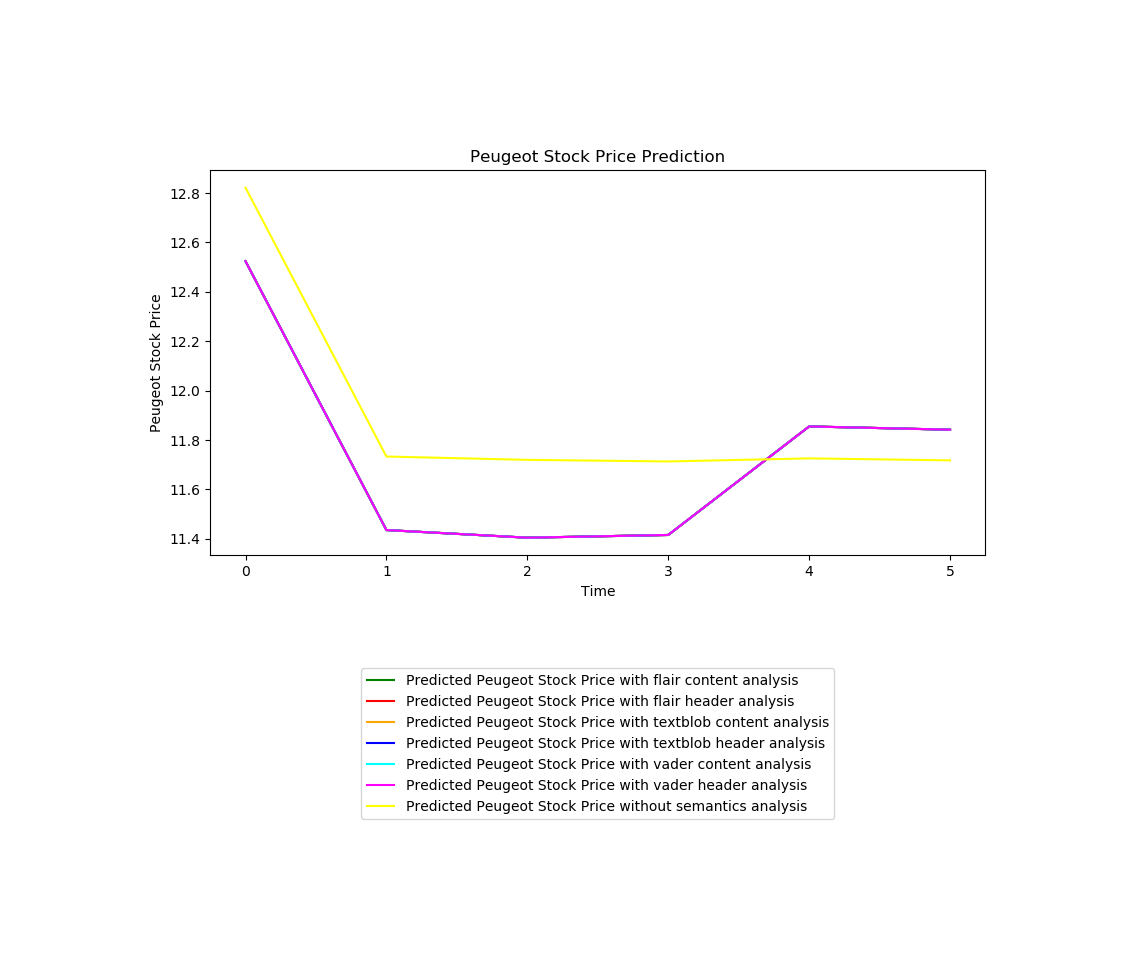 Peugeot Stock Price Prediction
12.8
12.6
12.4
12.2
12.0
11.8
11.6
11.4
Peugeot Stock Price
0 1 2 3 4 5
Time
Predicted Peugeot Stock Price with flair content analysis
Predicted Peugeot Stock Price with flair header analysis
Predicted Peugeot Stock Price with textblob content analysis
Predicted Peugeot Stock Price with textblob header analysis
Predicted Peugeot Stock Price with vader content analysis
Predicted Peugeot Stock Price with vader header analysis
Predicted Peugeot Stock Price without semantics analysis